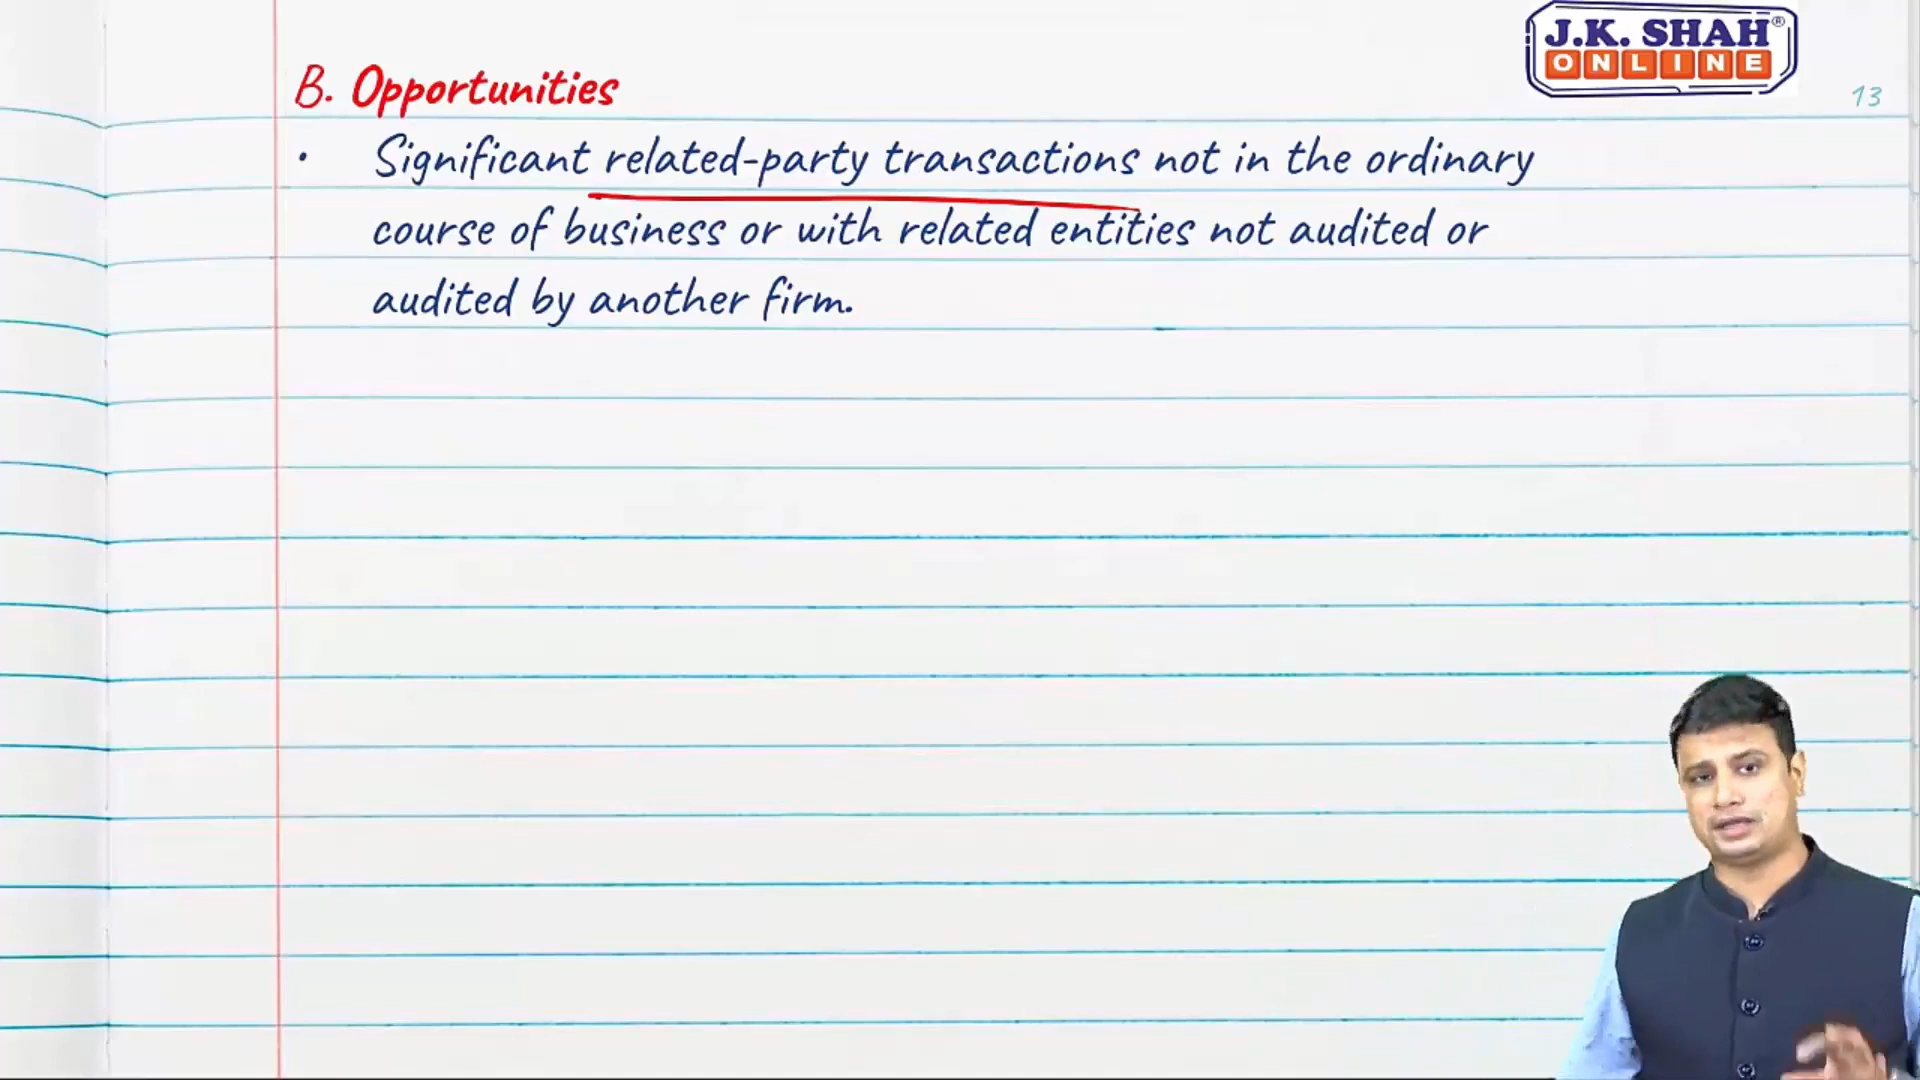 J.K. SHAH®
ONLINE
13
B. Opportunities
• Significant related-party transactions not in the ordinary
course of business or with related entities not audited or
audited by another firm.